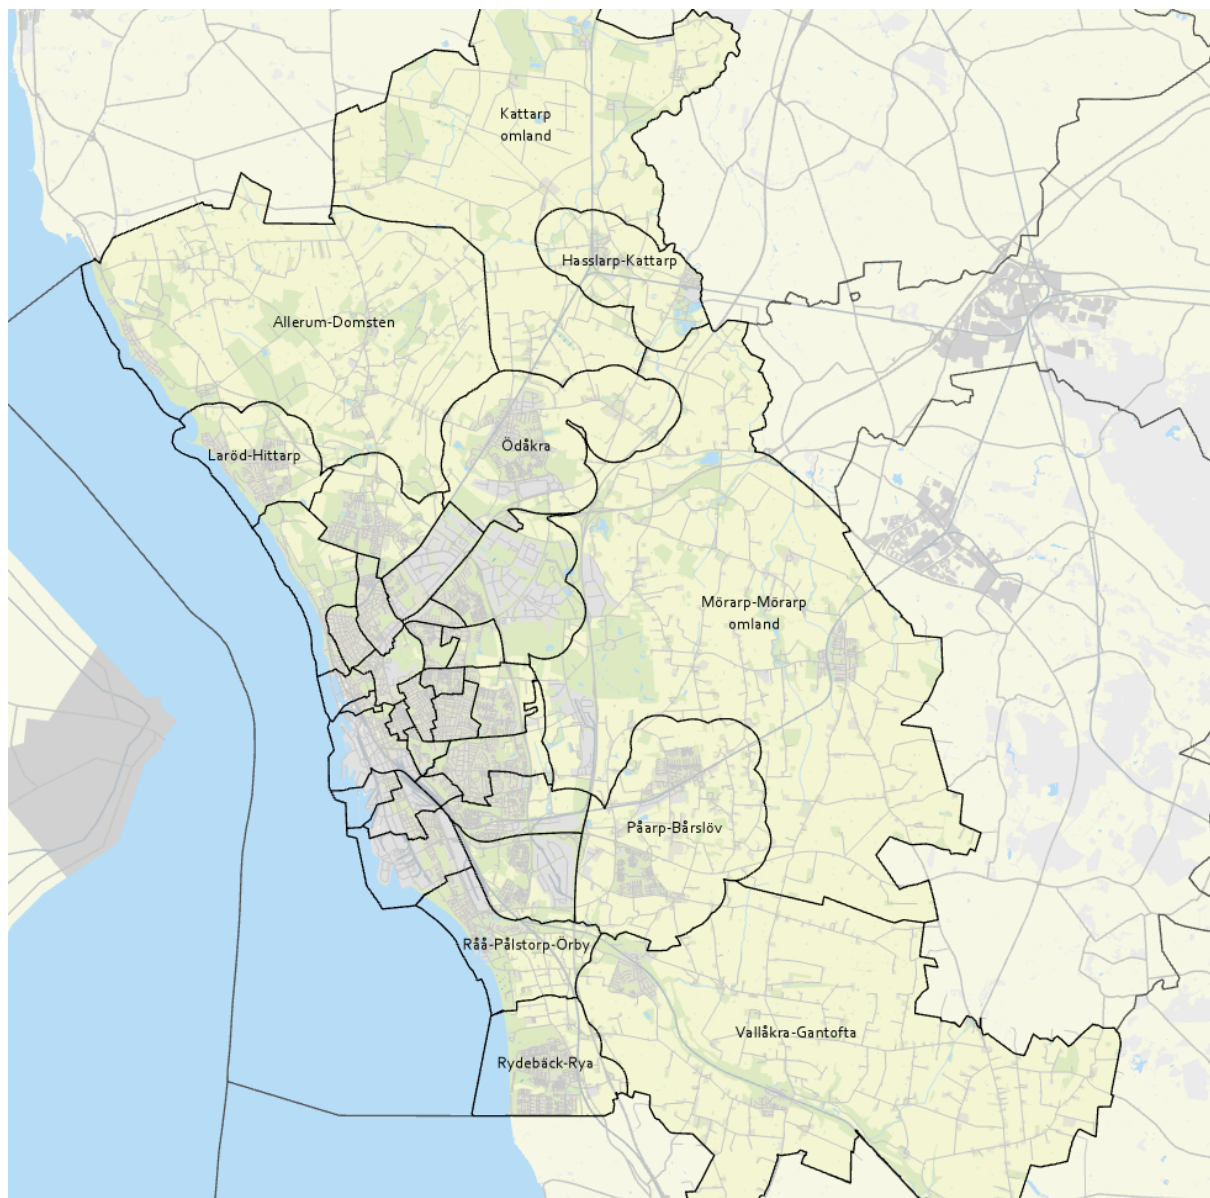 Kattarp
omland
Hasslarp-Kattarp
Allerum-Domsten
Ödåkra
Laröd-Hittarp
Mörarp-Mörarp
omland
Påarp-Bårslöv
Råå-Pålstorp-Örby
Vallåkra-Gantofta
Rydebäck-Rya